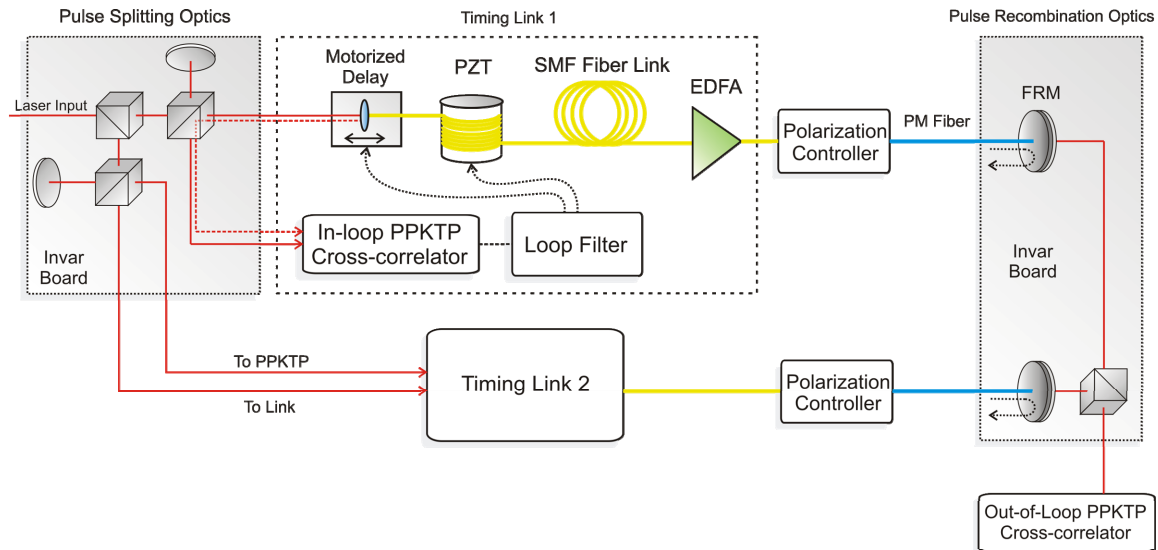 Pulse Splitting Optics
Timing Link 1
Pulse Recombination Optics
Laser Input
Motorized
Delay
PZT
SMF Fiber Link
EDFA
Polarization
Controller
PM Fiber
FRM
In-loop PPKTP
Cross-correlator
Loop Filter
Invar
Board
Invar
Board
To PPKTP
To Link
Timing Link 2
Polarization
Controller
Out-of-Loop PPKTP
Cross-correlator